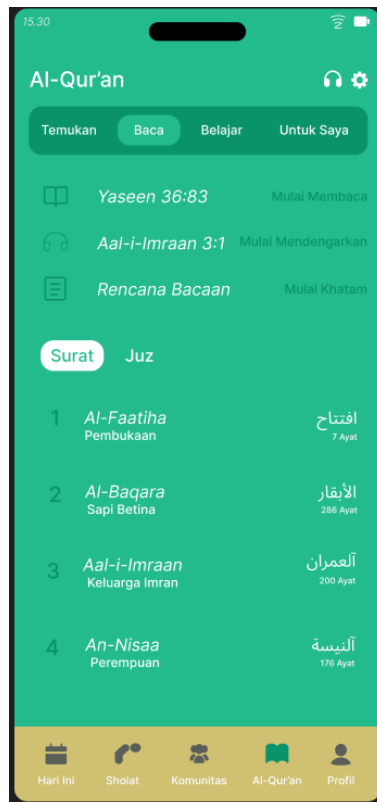 15.30
Al-Qur'an
Temukan Baca Belajar Untuk Saya
Yaseen 36:83 Mulai Membaca
Aal-i-Imraan 3:1 Mulai Mendengarkan
Rencana Bacaan Mulai Khatam
Surat Juz
1 Al-Faatiha افتتاح
Pembukaan 7 Ayat
2 Al-Baqara الأبقار
Sapi Betina 286 Ayat
3 Aal-i-Imraan آلعمران
Keluarga Imran 200 Ayat
4 An-Nisaa آلنيسة
Perempuan 176 Ayat
Hari Ini Sholat Komunitas Al-Qur'an Profil